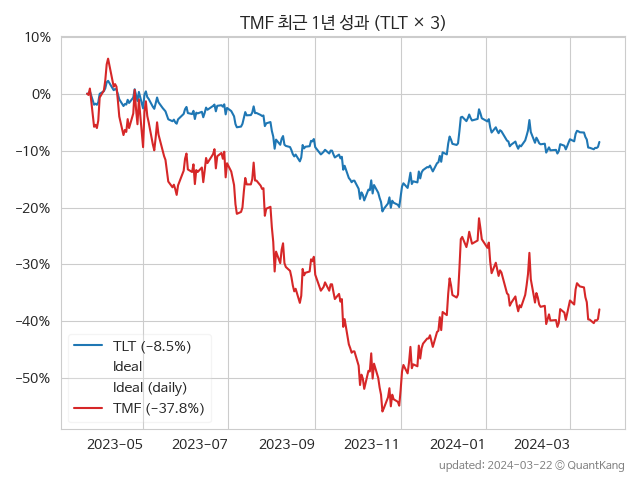 TMF 최근 1년 성과 (TLT × 3)
10%
0%
−10%
−20%
−30%
−40%
−50%
TLT (−8.5%)
Ideal
Ideal (daily)
TMF (−37.8%)
2023−05 2023−07 2023−09 2023−11 2024−01 2024−03
updated: 2024−03−22 © QuantKang